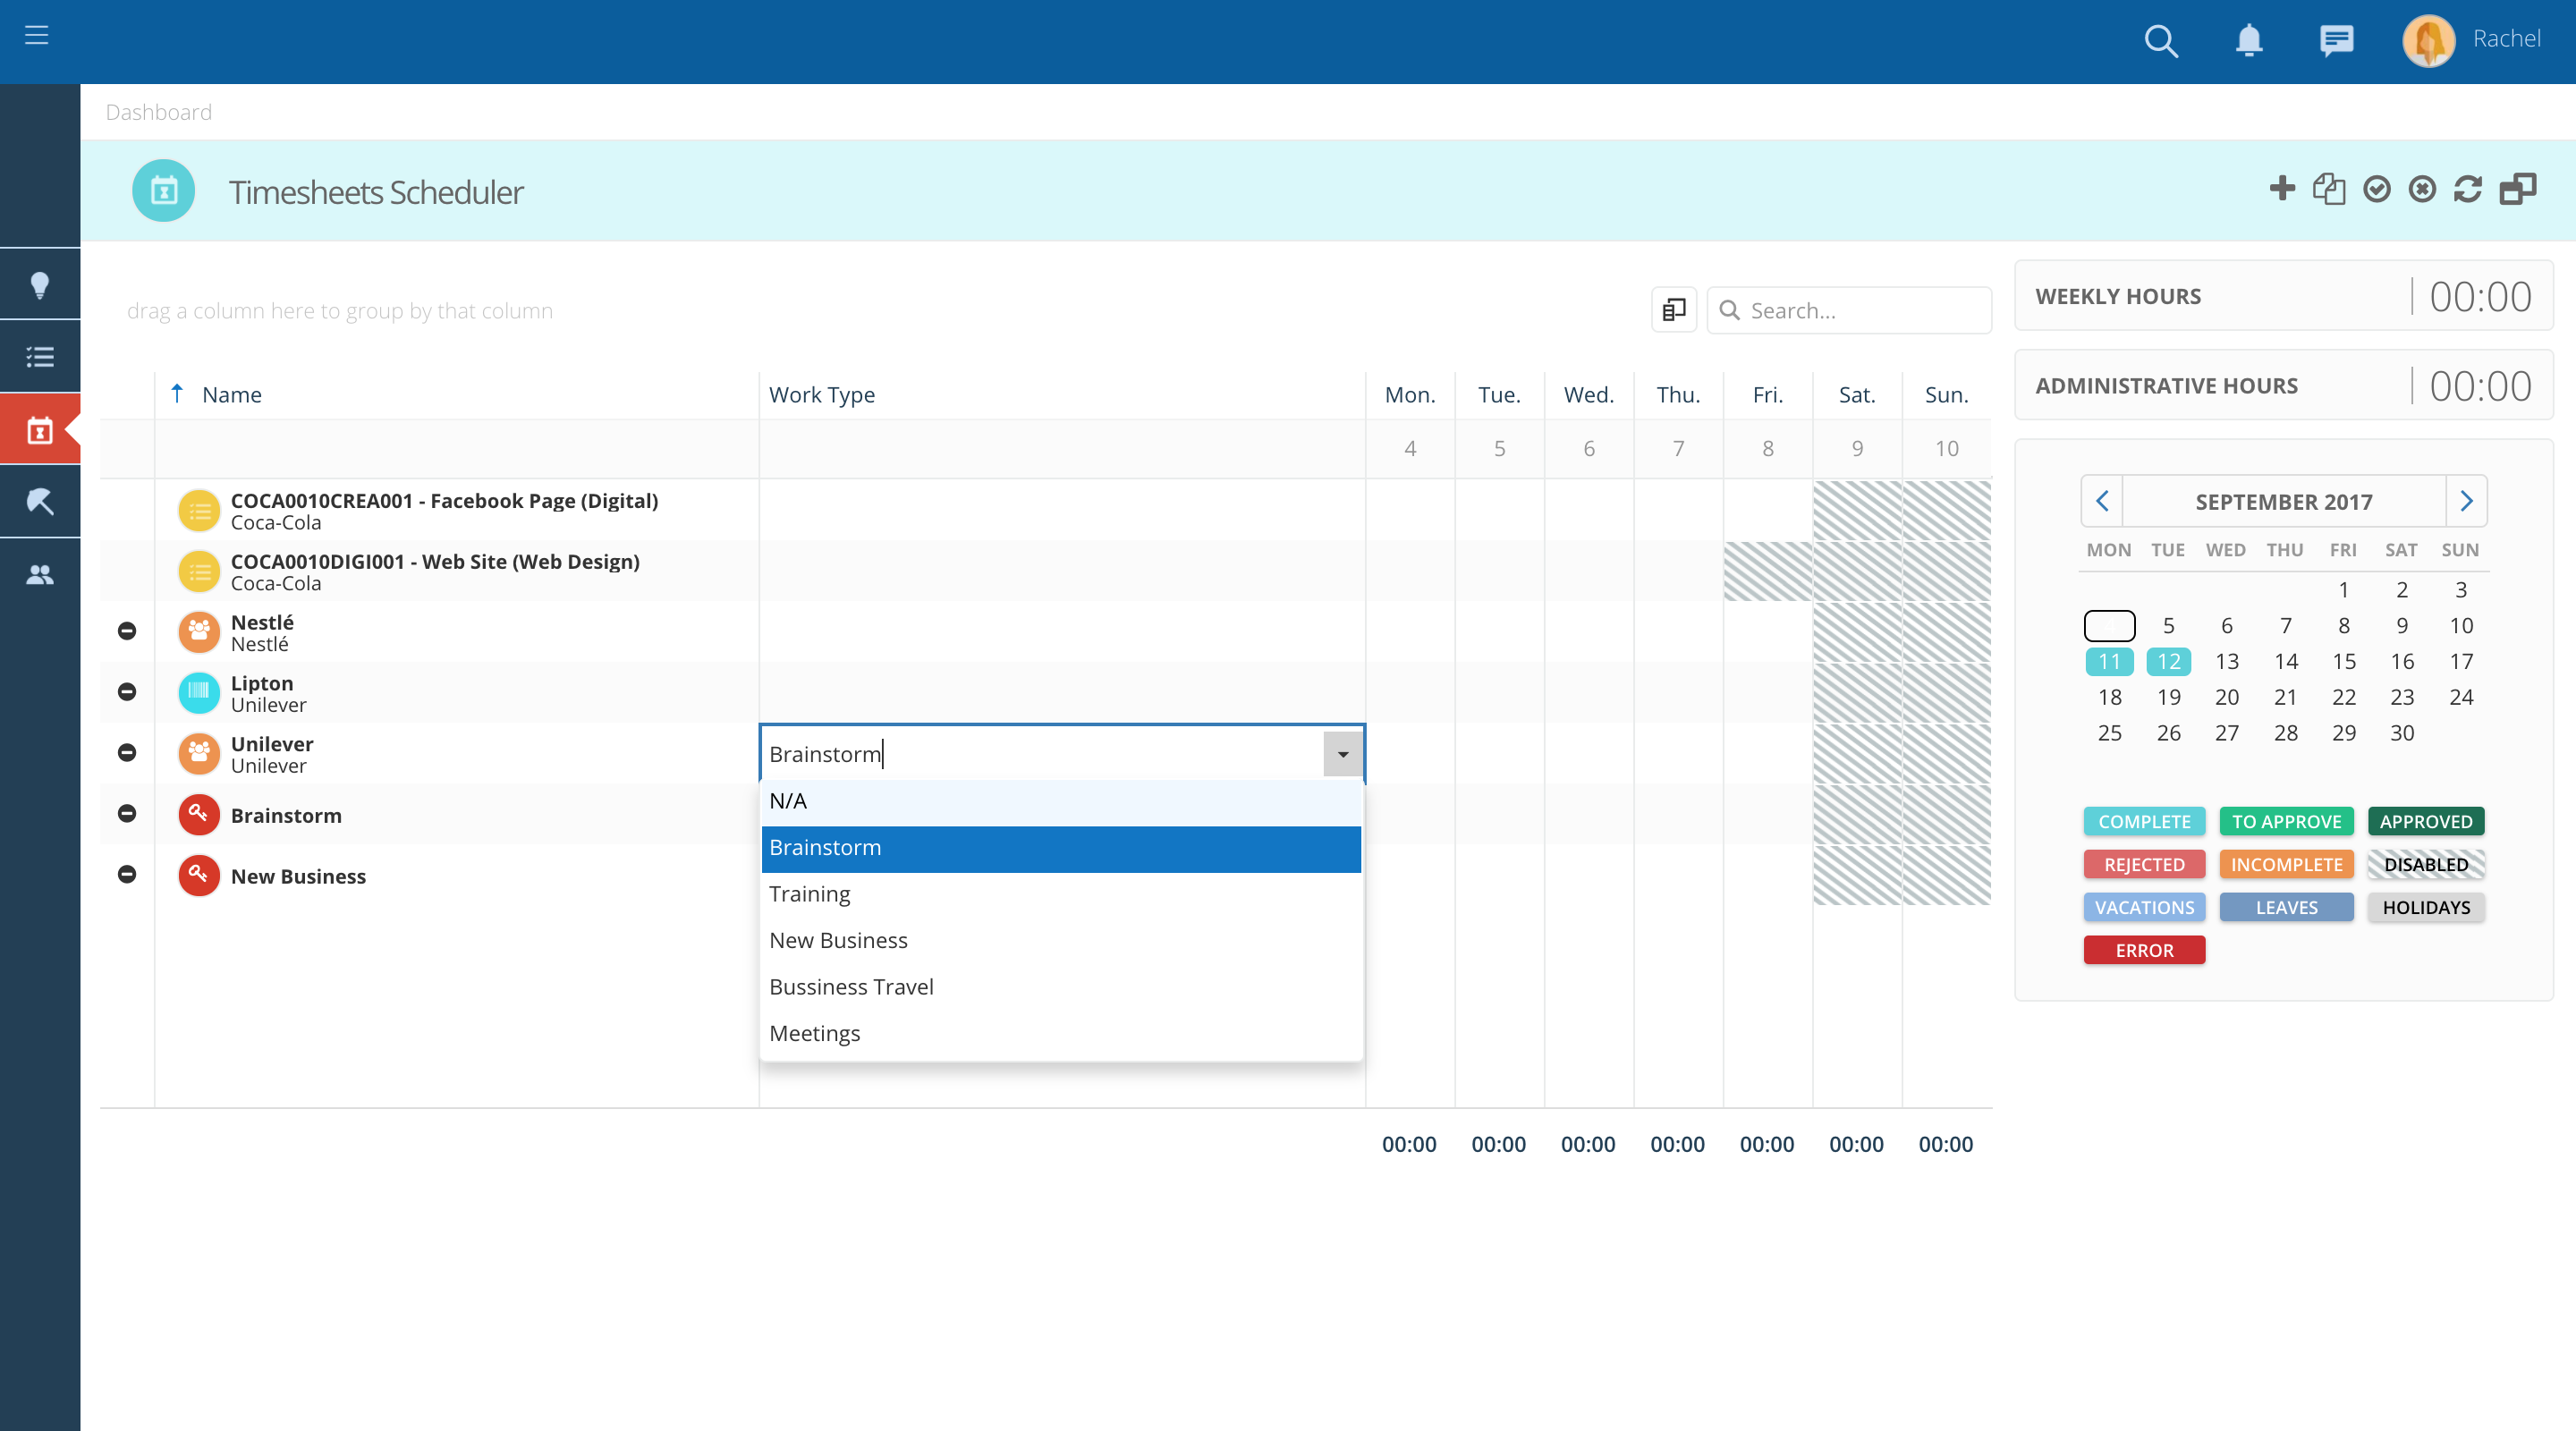 Rachel
Dashboard
Timesheets Scheduler
drag a column here to group by that column
Search...
Name Work Type Mon. Tue. Wed. Thu. Fri. Sat. Sun.
4 5 6 7 8 9 10
COCA0010CREA001 - Facebook Page (Digital)
Coca-Cola
COCA0010DIGI001 - Web Site (Web Design)
Coca-Cola
Nestlé
Nestlé
Lipton
Unilever
Unilever
Unilever
Brainstorm
New Business
Brainstorm
N/A
Brainstorm
Training
New Business
Bussiness Travel
Meetings
00:00 00:00 00:00 00:00 00:00 00:00 00:00
WEEKLY HOURS 00:00
ADMINISTRATIVE HOURS 00:00
SEPTEMBER 2017
MON TUE WED THU FRI SAT SUN
1 2 3
5 6 7 8 9 10
11 12 13 14 15 16 17
18 19 20 21 22 23 24
25 26 27 28 29 30
COMPLETE TO APPROVE APPROVED
REJECTED INCOMPLETE DISABLED
VACATIONS LEAVES HOLIDAYS
ERROR